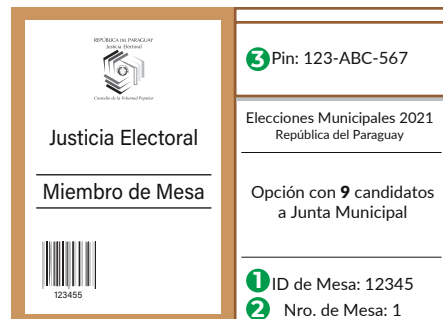 REPÚBLICA DEL PARAGUAY
Justicia Electoral
Custodio de la Voluntad Popular
Justicia Electoral
Miembro de Mesa
123455
3 Pin: 123-ABC-567
Elecciones Municipales 2021
República del Paraguay
Opción con 9 candidatos
a Junta Municipal
1 ID de Mesa: 12345
2 Nro. de Mesa: 1